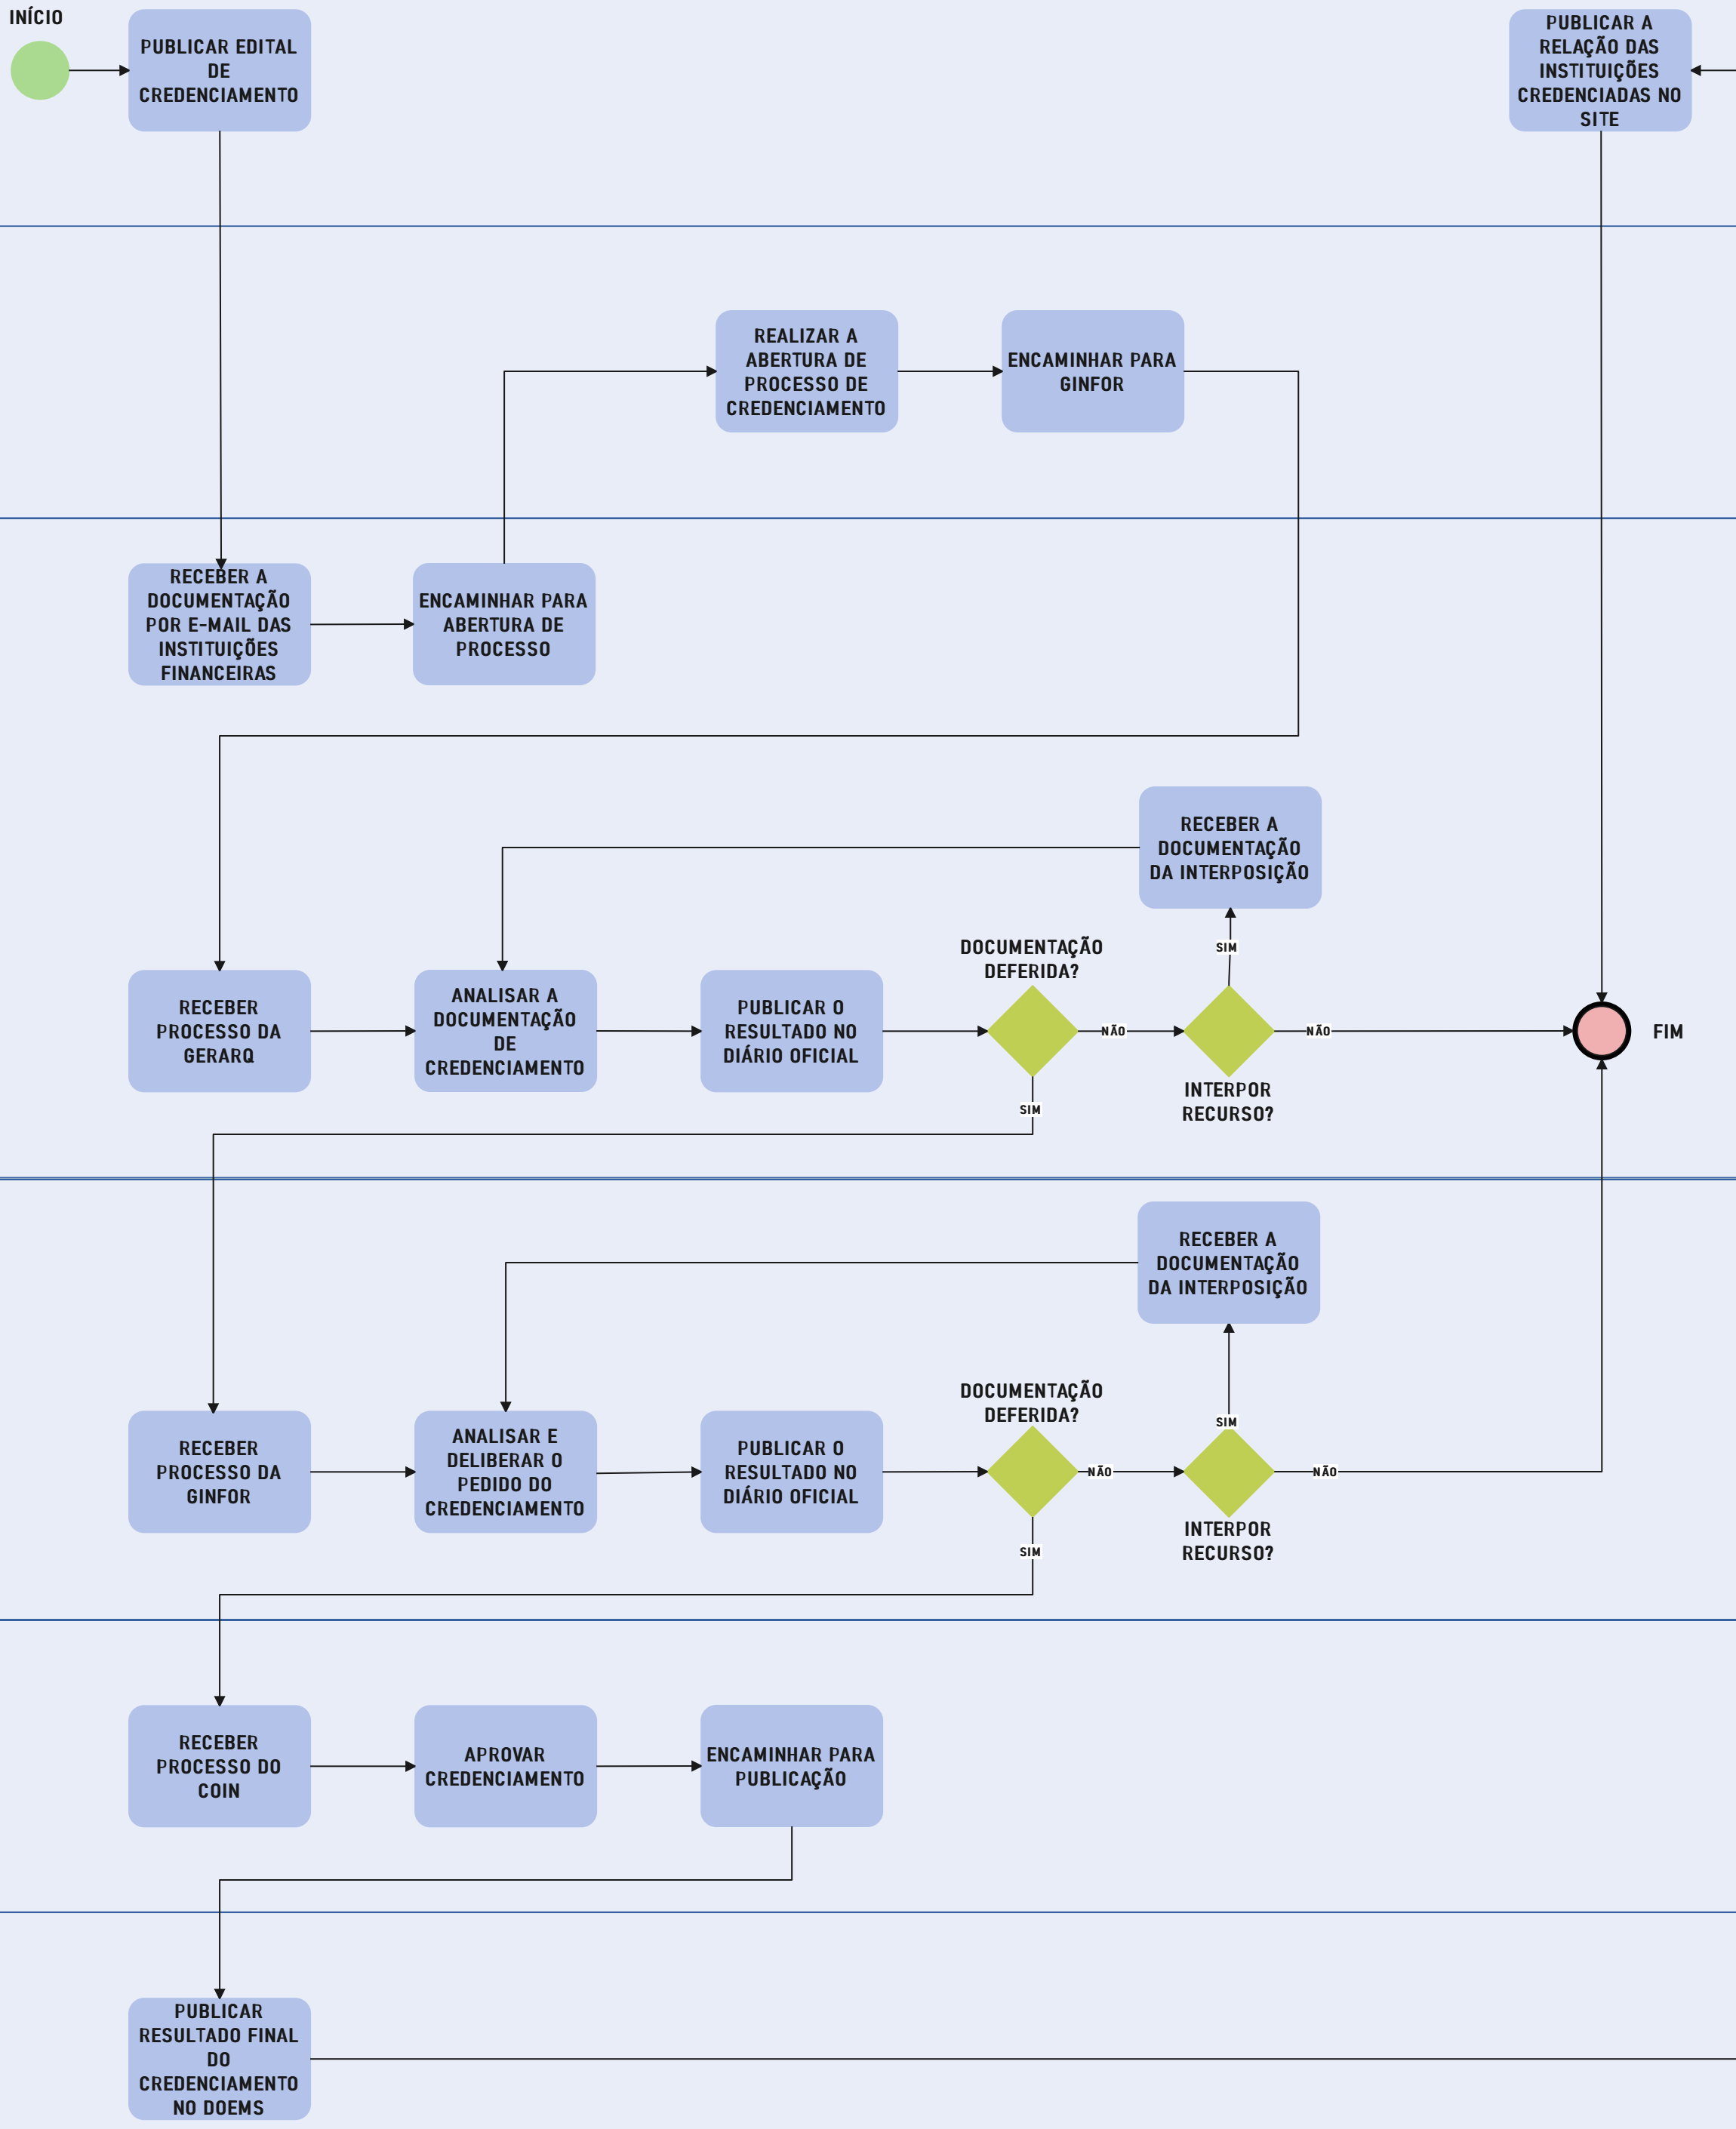 INÍCIO
PUBLICAR EDITAL
DE
CREDENCIAMENTO
PUBLICAR A
RELAÇÃO DAS
INSTITUIÇÕES
CREDENCIADAS NO
SITE
REALIZAR A
ABERTURA DE
PROCESSO DE
CREDENCIAMENTO
ENCAMINHAR PARA
GINFOR
RECEBER A
DOCUMENTAÇÃO
POR E-MAIL DAS
INSTITUIÇÕES
FINANCEIRAS
ENCAMINHAR PARA
ABERTURA DE
PROCESSO
RECEBER A
DOCUMENTAÇÃO
DA INTERPOSIÇÃO
SIM
RECEBER
PROCESSO DA
GERARQ
ANALISAR A
DOCUMENTAÇÃO
DE
CREDENCIAMENTO
PUBLICAR O
RESULTADO NO
DIÁRIO OFICIAL
DOCUMENTAÇÃO
DEFERIDA?
NÃO
INTERPOR
RECURSO?
NÃO
FIM
SIM
RECEBER A
DOCUMENTAÇÃO
DA INTERPOSIÇÃO
SIM
RECEBER
PROCESSO DA
GINFOR
ANALISAR E
DELIBERAR O
PEDIDO DO
CREDENCIAMENTO
PUBLICAR O
RESULTADO NO
DIÁRIO OFICIAL
DOCUMENTAÇÃO
DEFERIDA?
NÃO
INTERPOR
RECURSO?
NÃO
SIM
RECEBER
PROCESSO DO
COIN
APROVAR
CREDENCIAMENTO
ENCAMINHAR PARA
PUBLICAÇÃO
PUBLICAR
RESULTADO FINAL
DO
CREDENCIAMENTO
NO DOEMS